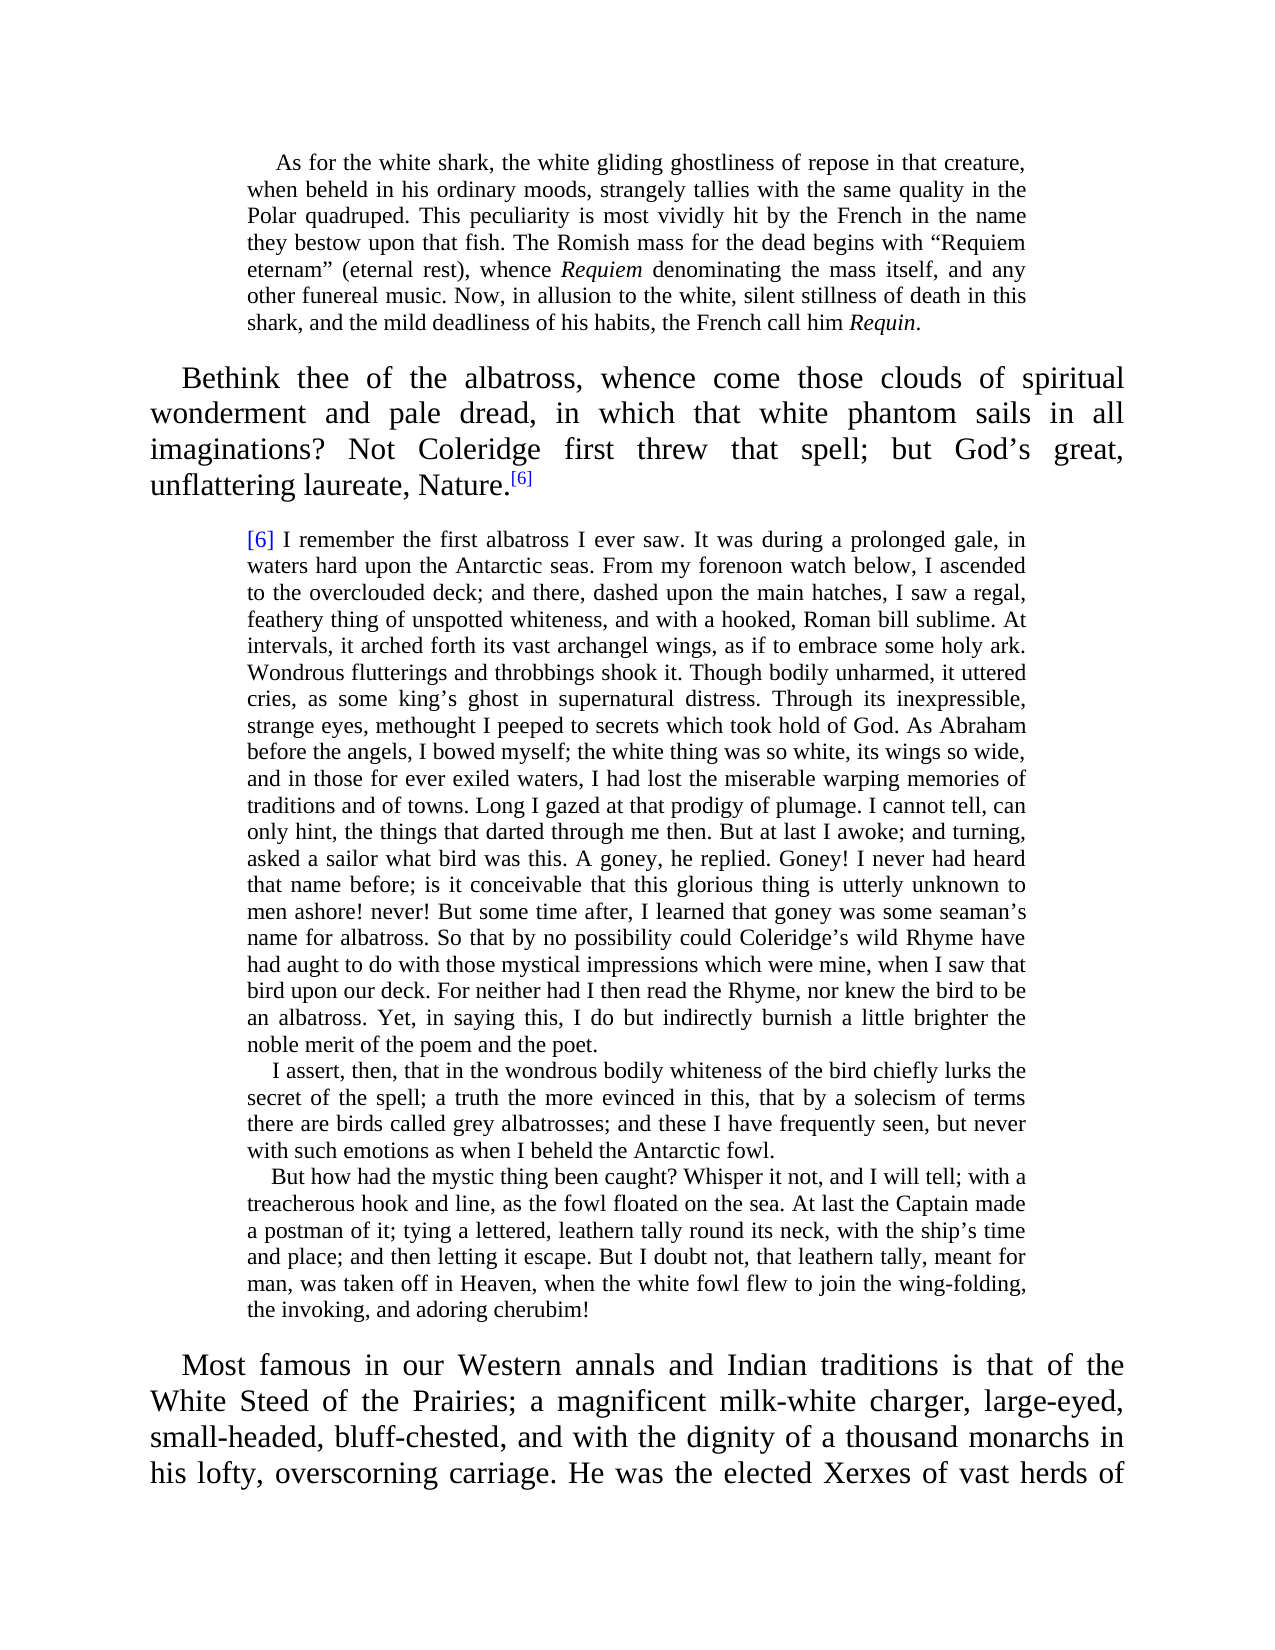 As for the white shark, the white gliding ghostliness of repose in that creature,
when beheld in his ordinary moods, strangely tallies with the same quality in the
Polar quadruped. This peculiarity is most vividly hit by the French in the name
they bestow upon that fish. The Romish mass for the dead begins with “Requiem
eternam” (eternal rest), whence Requiem denominating the mass itself, and any
other funereal music. Now, in allusion to the white, silent stillness of death in this
shark, and the mild deadliness of his habits, the French call him Requin.
Bethink thee of the albatross, whence come those clouds of spiritual
wonderment and pale dread, in which that white phantom sails in all
imaginations? Not Coleridge first threw that spell; but God’s great,
unflattering laureate, Nature.[6]
[6] I remember the first albatross I ever saw. It was during a prolonged gale, in
waters hard upon the Antarctic seas. From my forenoon watch below, I ascended
to the overclouded deck; and there, dashed upon the main hatches, I saw a regal,
feathery thing of unspotted whiteness, and with a hooked, Roman bill sublime. At
intervals, it arched forth its vast archangel wings, as if to embrace some holy ark.
Wondrous flutterings and throbbings shook it. Though bodily unharmed, it uttered
cries, as some king’s ghost in supernatural distress. Through its inexpressible,
strange eyes, methought I peeped to secrets which took hold of God. As Abraham
before the angels, I bowed myself; the white thing was so white, its wings so wide,
and in those for ever exiled waters, I had lost the miserable warping memories of
traditions and of towns. Long I gazed at that prodigy of plumage. I cannot tell, can
only hint, the things that darted through me then. But at last I awoke; and turning,
asked a sailor what bird was this. A goney, he replied. Goney! I never had heard
that name before; is it conceivable that this glorious thing is utterly unknown to
men ashore! never! But some time after, I learned that goney was some seaman’s
name for albatross. So that by no possibility could Coleridge’s wild Rhyme have
had aught to do with those mystical impressions which were mine, when I saw that
bird upon our deck. For neither had I then read the Rhyme, nor knew the bird to be
an albatross. Yet, in saying this, I do but indirectly burnish a little brighter the
noble merit of the poem and the poet.
I assert, then, that in the wondrous bodily whiteness of the bird chiefly lurks the
secret of the spell; a truth the more evinced in this, that by a solecism of terms
there are birds called grey albatrosses; and these I have frequently seen, but never
with such emotions as when I beheld the Antarctic fowl.
But how had the mystic thing been caught? Whisper it not, and I will tell; with a
treacherous hook and line, as the fowl floated on the sea. At last the Captain made
a postman of it; tying a lettered, leathern tally round its neck, with the ship’s time
and place; and then letting it escape. But I doubt not, that leathern tally, meant for
man, was taken off in Heaven, when the white fowl flew to join the wing-folding,
the invoking, and adoring cherubim!
Most famous in our Western annals and Indian traditions is that of the
White Steed of the Prairies; a magnificent milk-white charger, large-eyed,
small-headed, bluff-chested, and with the dignity of a thousand monarchs in
his lofty, overscorning carriage. He was the elected Xerxes of vast herds of